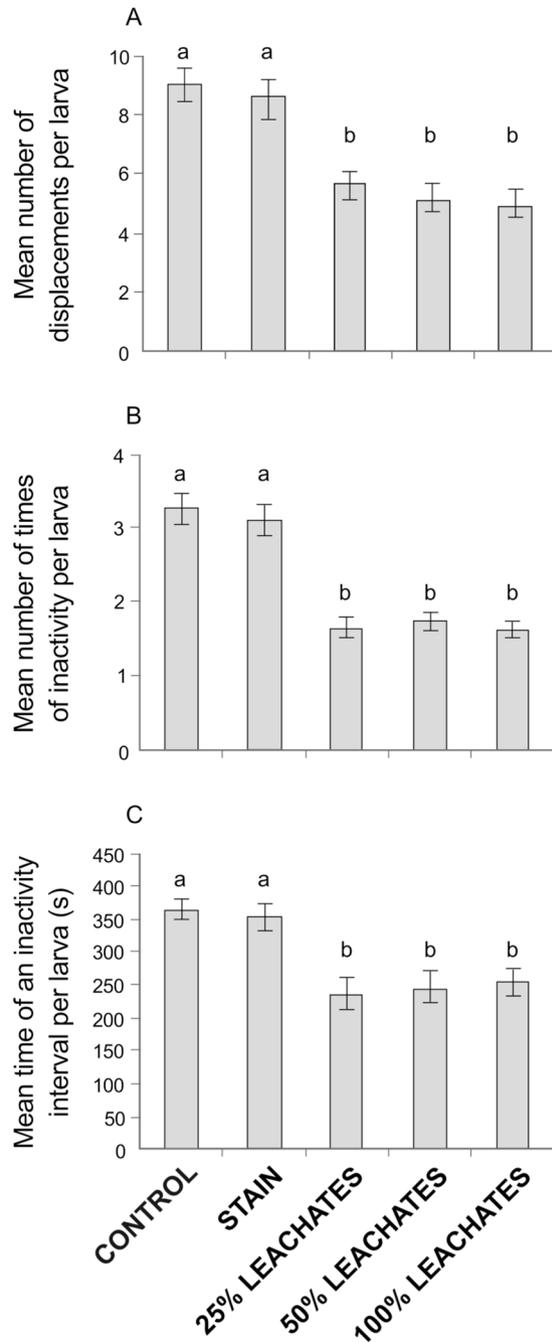 A
Mean number of
displacements per larva
10
8
6
4
2
0
a
a
b
b
b
B
Mean number of times
of inactivity per larva
4
3
2
1
0
a
a
b
b
b
C
Mean time of an inactivity
interval per larva (s)
450
400
350
300
250
200
150
100
50
0
a
a
b
b
b
CONTROL
STAIN
25% LEACHATES
50% LEACHATES
100% LEACHATES